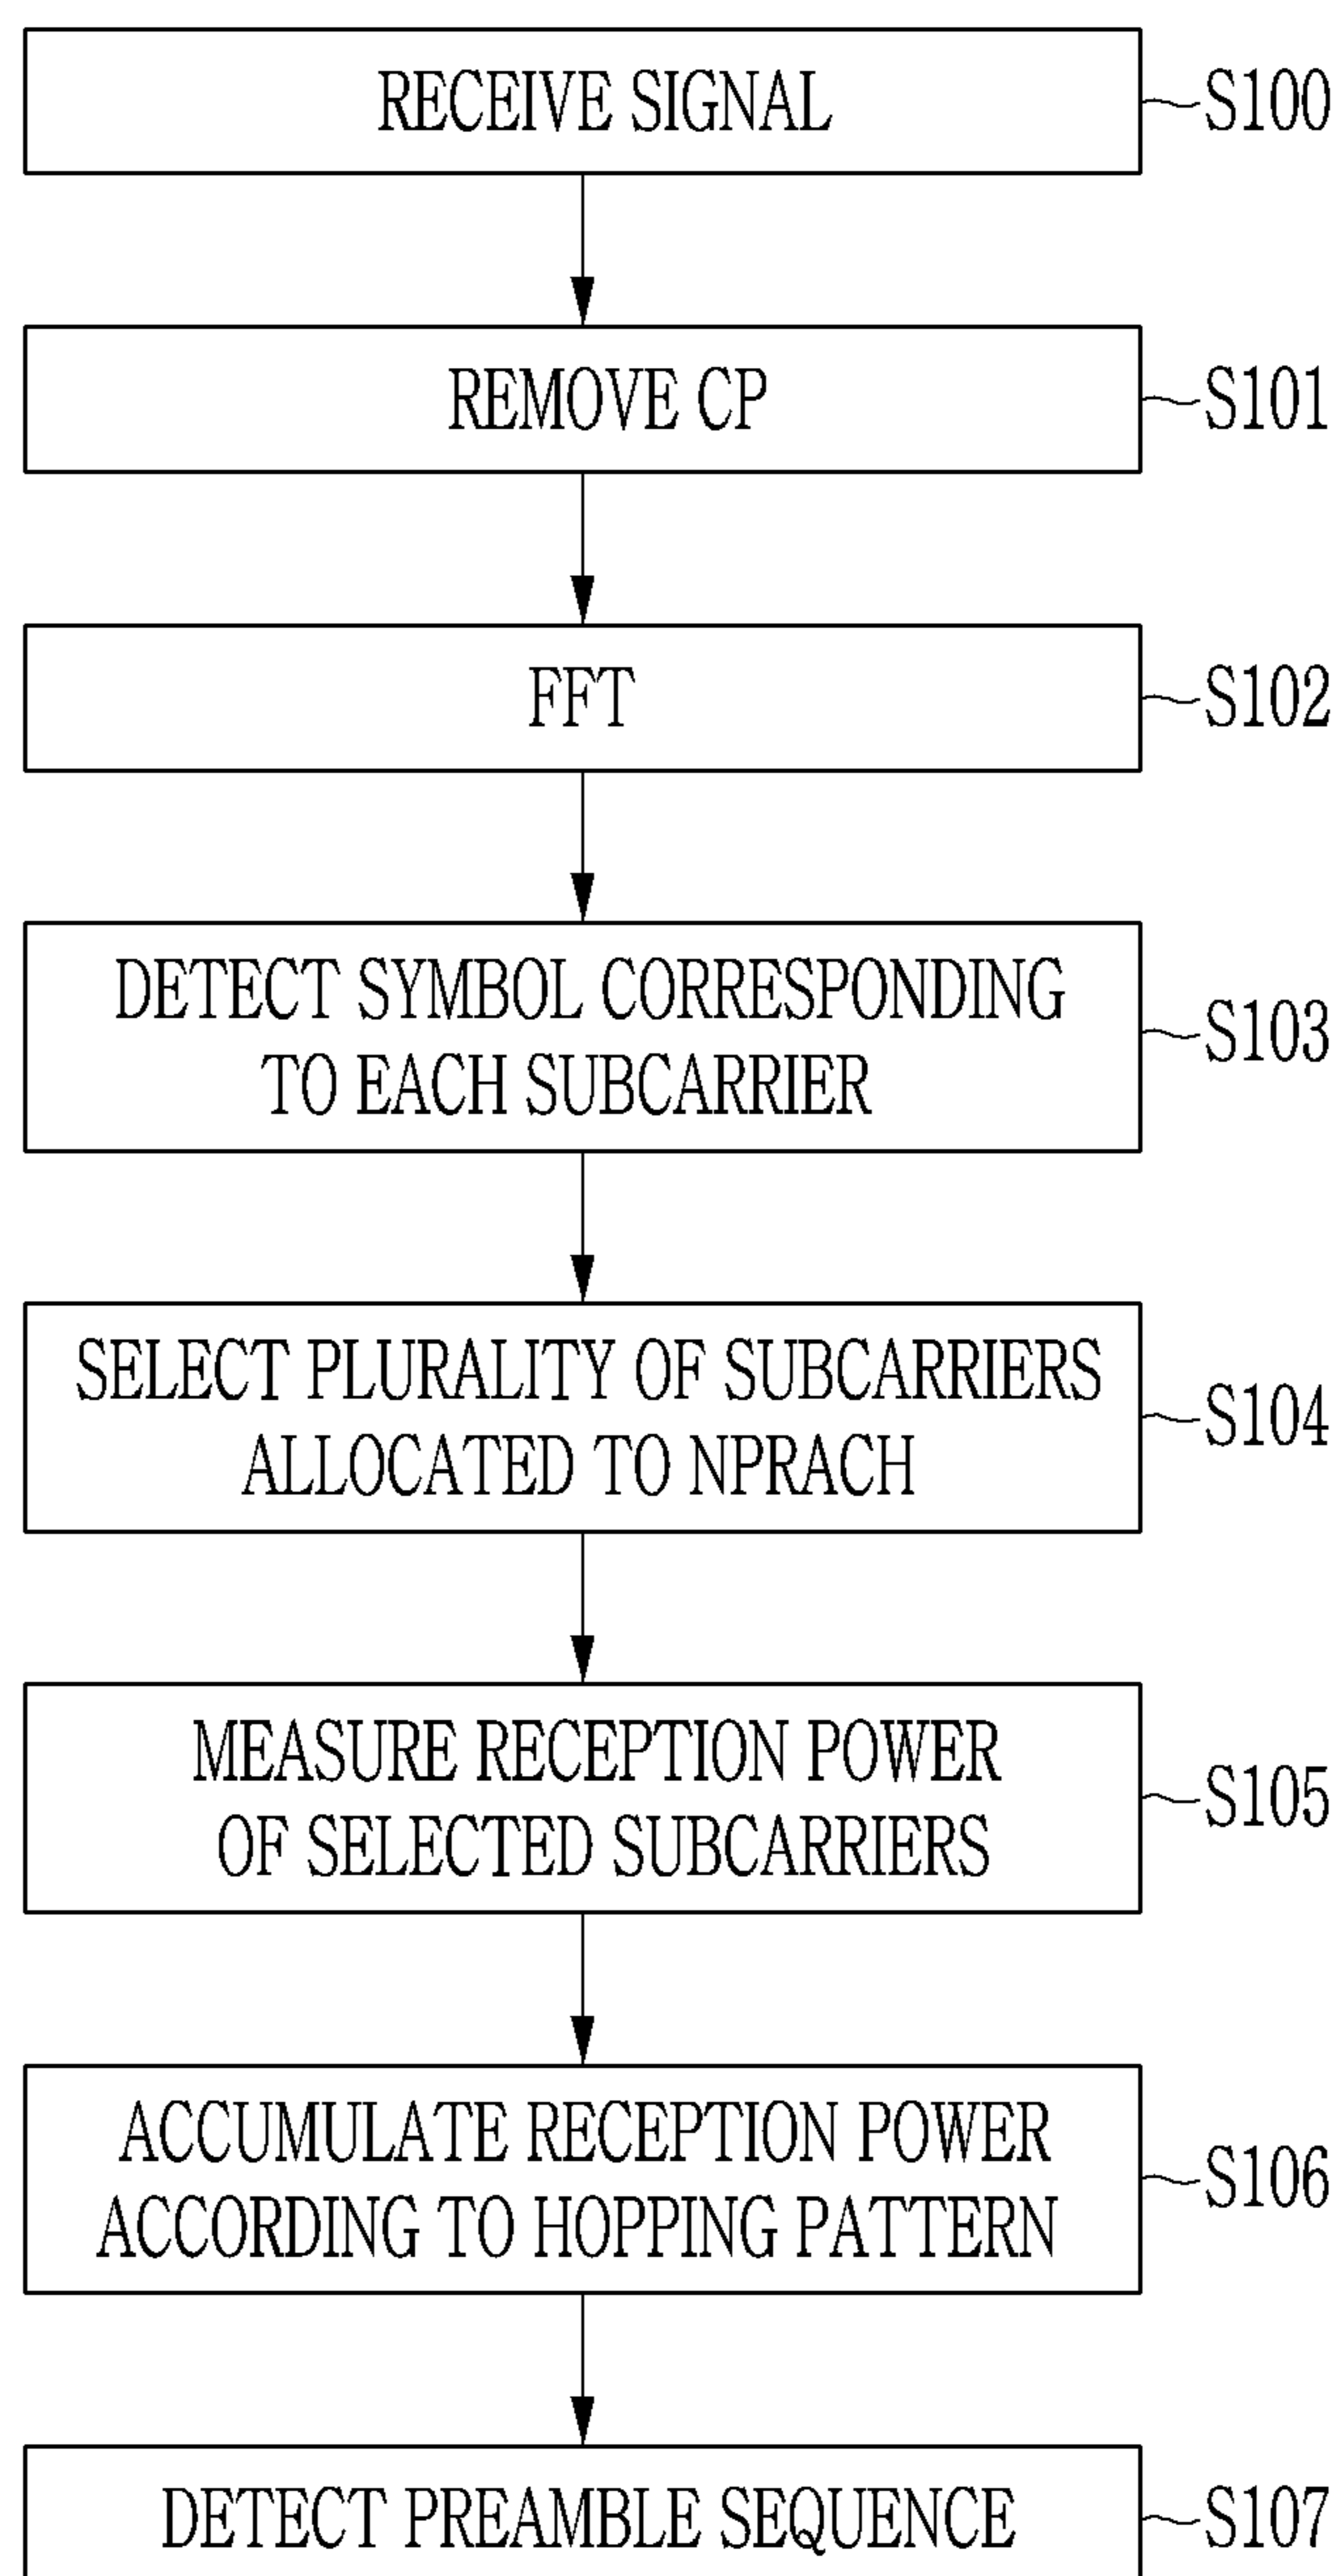 RECEIVE SIGNAL
S100
REMOVE CP
S101
FFT
S102
DETECT SYMBOL CORRESPONDING
TO EACH SUBCARRIER
S103
SELECT PLURALITY OF SUBCARRIERS
ALLOCATED TO NPRACH
S104
MEASURE RECEPTION POWER
OF SELECTED SUBCARRIERS
S105
ACCUMULATE RECEPTION POWER
ACCORDING TO HOPPING PATTERN
S106
DETECT PREAMBLE SEQUENCE
S107